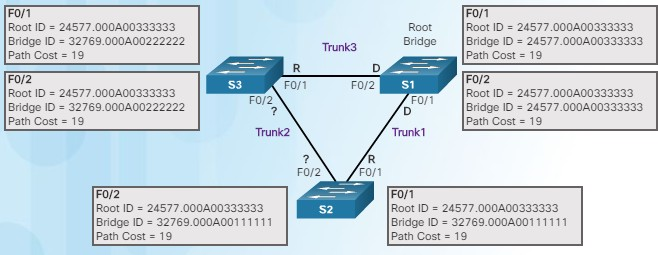 F0/1
Root ID = 24577.000A00333333
Bridge ID = 32769.000A00222222
Path Cost = 19
F0/2
Root ID = 24577.000A00333333
Bridge ID = 32769.000A00222222
Path Cost = 19
Trunk3
Root
Bridge
F0/1
Root ID = 24577.000A00333333
Bridge ID = 24577.000A00333333
Path Cost = 19
F0/2
Root ID = 24577.000A00333333
Bridge ID = 24577.000A00333333
Path Cost = 19
S3
R
F0/1
F0/2
?
D
F0/2
S1
F0/1
D
Trunk2
Trunk1
?
F0/2
R
F0/1
S2
F0/2
Root ID = 24577.000A00333333
Bridge ID = 32769.000A00111111
Path Cost = 19
F0/1
Root ID = 24577.000A00333333
Bridge ID = 32769.000A00111111
Path Cost = 19